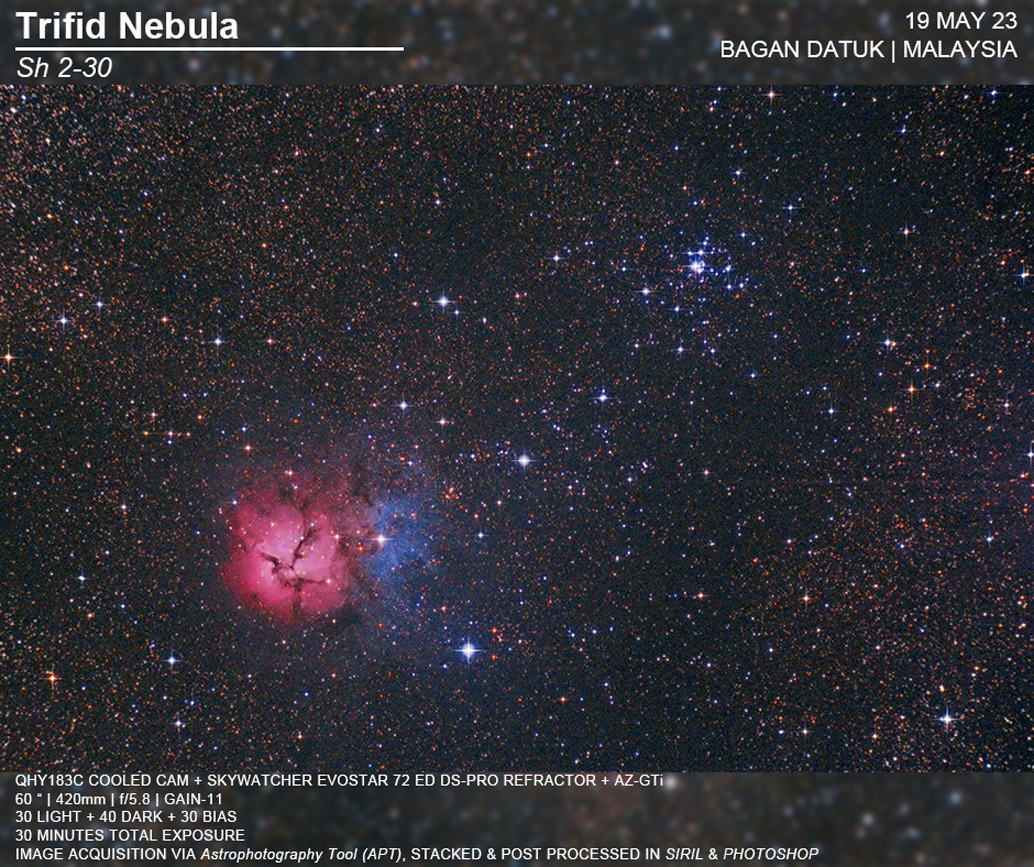 Trifid Nebula
Sh 2-30
19 MAY 23
BAGAN DATUK | MALAYSIA
QHY183C COOLED CAM + SKYWATCHER EVOSTAR 72 ED DS-PRO REFRACTOR + AZ-GTi
60 “ | 420mm | f/5.8 | GAIN-11
30 LIGHT + 40 DARK + 30 BIAS
30 MINUTES TOTAL EXPOSURE
IMAGE ACQUISITION VIA Astrophotography Tool (APT), STACKED & POST PROCESSED IN SIRIL & PHOTOSHOP